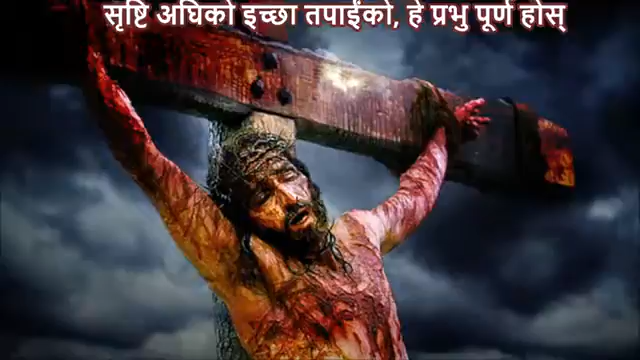 सृष्टि अघिको इच्छा तपाईंको, हे प्रभु पूर्ण होस्